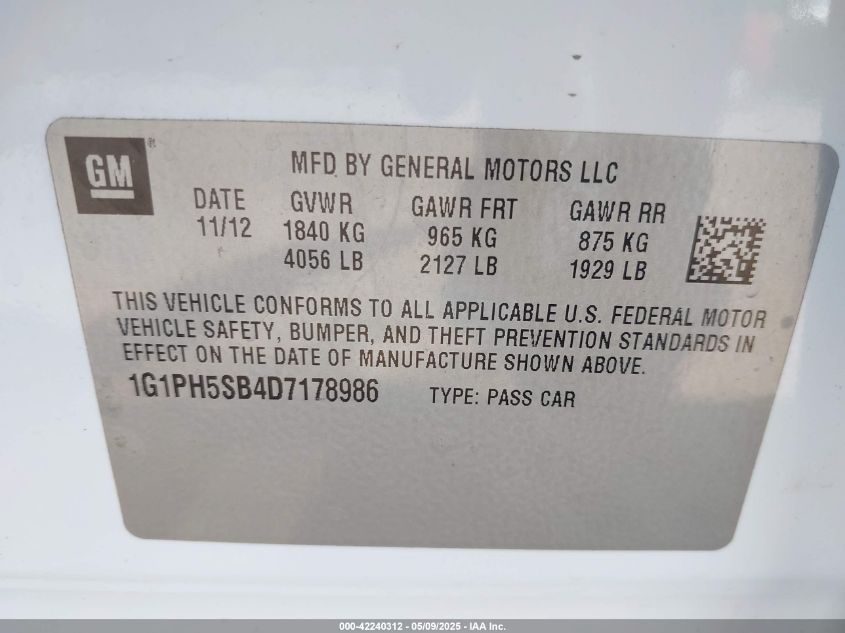 GM®
MFD BY GENERAL MOTORS LLC
DATE GVWR GAWR FRT GAWR RR
11/12 1840 KG 965 KG 875 KG
4056 LB 2127 LB 1929 LB
THIS VEHICLE CONFORMS TO ALL APPLICABLE U.S. FEDERAL MOTOR
VEHICLE SAFETY, BUMPER, AND THEFT PREVENTION STANDARDS IN
EFFECT ON THE DATE OF MANUFACTURE SHOWN ABOVE.
1G1PH5SB4D7178986 TYPE: PASS CAR
000-42240312 - 05/09/2025 - IAA Inc.